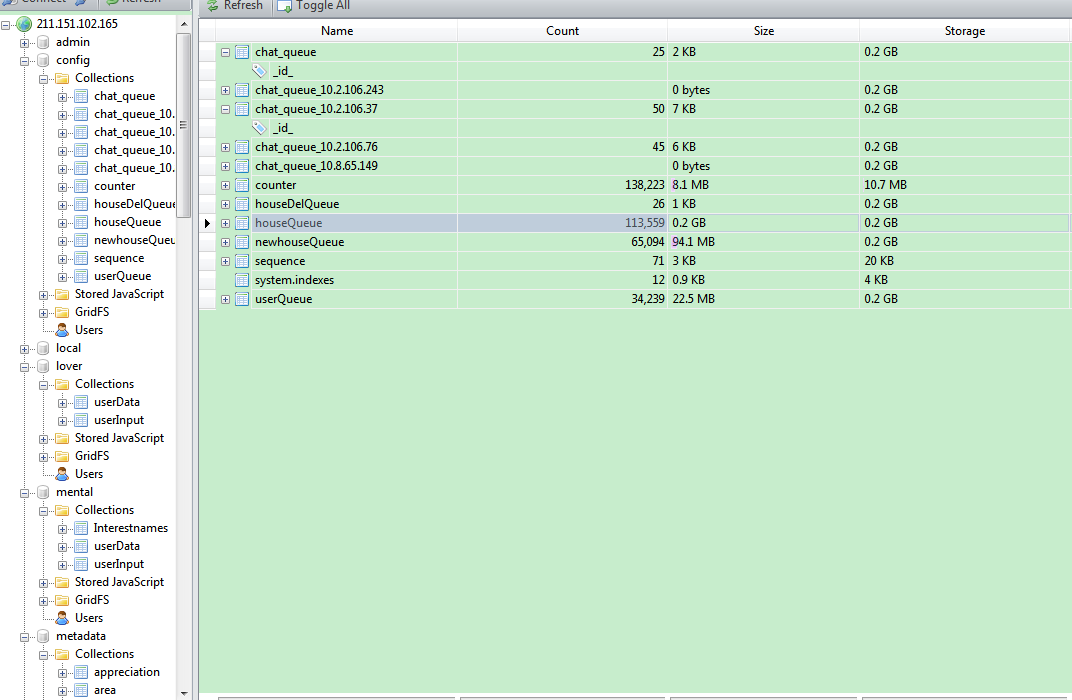 Connect Refresh
211.151.102.165
admin
config
Collections
chat_queue
chat_queue_10.
chat_queue_10.
chat_queue_10.
chat_queue_10.
counter
houseDelQueue
houseQueue
newhouseQueu
sequence
userQueue
Stored JavaScript
GridFS
Users
local
lover
Collections
userData
userInput
Stored JavaScript
GridFS
Users
mental
Collections
Interestnames
userData
userInput
Stored JavaScript
GridFS
Users
metadata
Collections
appreciation
area
Refresh Toggle All
Name Count Size Storage
chat_queue 25 2 KB 0.2 GB
_id_
chat_queue_10.2.106.243 0 bytes 0.2 GB
chat_queue_10.2.106.37 50 7 KB 0.2 GB
_id_
chat_queue_10.2.106.76 45 6 KB 0.2 GB
chat_queue_10.8.65.149 0 bytes 0.2 GB
counter 138,223 8.1 MB 10.7 MB
houseDelQueue 26 1 KB 0.2 GB
houseQueue 113,559 0.2 GB 0.2 GB
newhouseQueue 65,094 94.1 MB 0.2 GB
sequence 71 3 KB 20 KB
system.indexes 12 0.9 KB 4 KB
userQueue 34,239 22.5 MB 0.2 GB